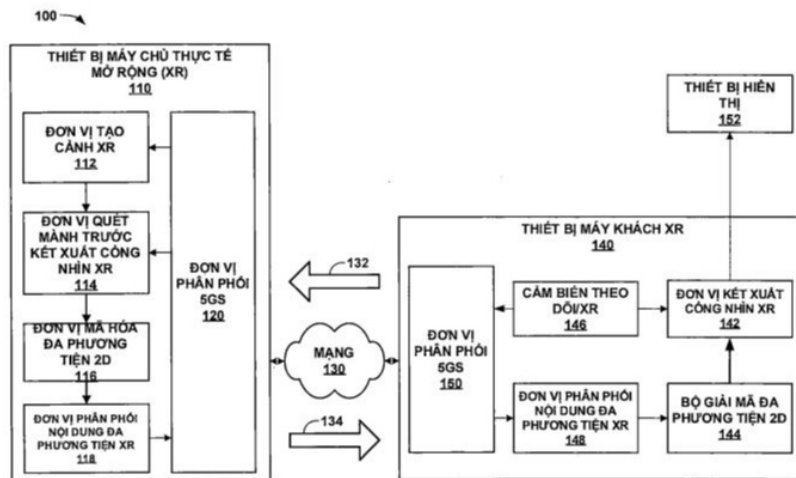 100
THIẾT BỊ MÁY CHỦ THỰC TẾ
MỞ RỘNG (XR)
110
ĐƠN VỊ TẠO
CẢNH XR
112
ĐƠN VỊ QUÉT
MÀNH TRƯỚC
KẾT XUẤT CÔNG
NHÌN XR
114
ĐƠN VỊ MÃ HÓA
ĐA PHƯƠNG
TIỆN 2D
116
ĐƠN VỊ PHÂN PHỐI
NỘI DUNG ĐA
PHƯƠNG TIỆN XR
118
ĐƠN VỊ
PHÂN PHỐI
5GS
120
132
MẠNG
130
134
THIẾT BỊ HIỂN
THỊ
152
THIẾT BỊ MÁY KHÁCH XR
140
ĐƠN VỊ
PHÂN PHỐI
5GS
150
CẢM BIẾN THEO
DÕI/XR
146
ĐƠN VỊ KẾT XUẤT
CÔNG NHÌN XR
142
ĐƠN VỊ PHÂN PHỐI
NỘI DUNG ĐA
PHƯƠNG TIỆN XR
148
BỘ GIẢI MÃ ĐA
PHƯƠNG TIỆN 2D
144